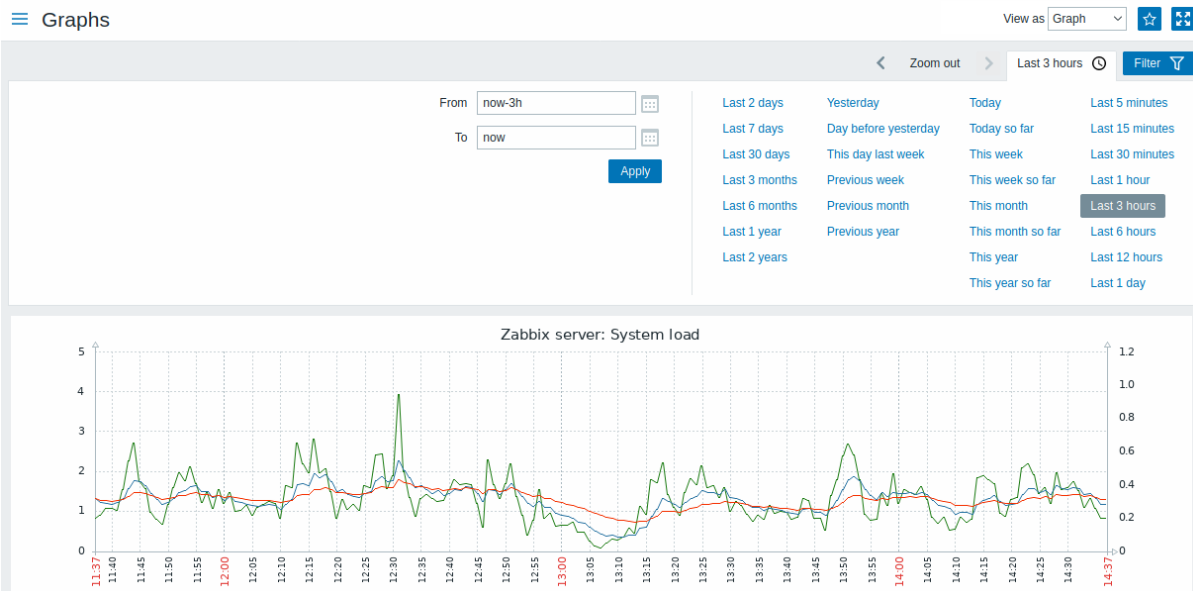 Graphs View as Graph
Zoom out Last 3 hours Filter
From now-3h
To now
Apply
Last 2 days Yesterday Today Last 5 minutes
Last 7 days Day before yesterday Today so far Last 15 minutes
Last 30 days This day last week This week Last 30 minutes
Last 3 months Previous week This week so far Last 1 hour
Last 6 months Previous month This month Last 3 hours
Last 1 year Previous year This month so far Last 6 hours
Last 2 years This year Last 12 hours
This year so far Last 1 day
Zabbix server: System load
5 1.2
4 1.0
3 0.8
2 0.6
1 0.4
0 0.2
0
11:37 11:40 11:45 11:50 11:55 12:00 12:05 12:10 12:15 12:20 12:25 12:30 12:35 12:40 12:45 12:50 12:55 13:00 13:05 13:10 13:15 13:20 13:25 13:30 13:35 13:40 13:45 13:50 13:55 14:00 14:05 14:10 14:15 14:20 14:25 14:30 14:37